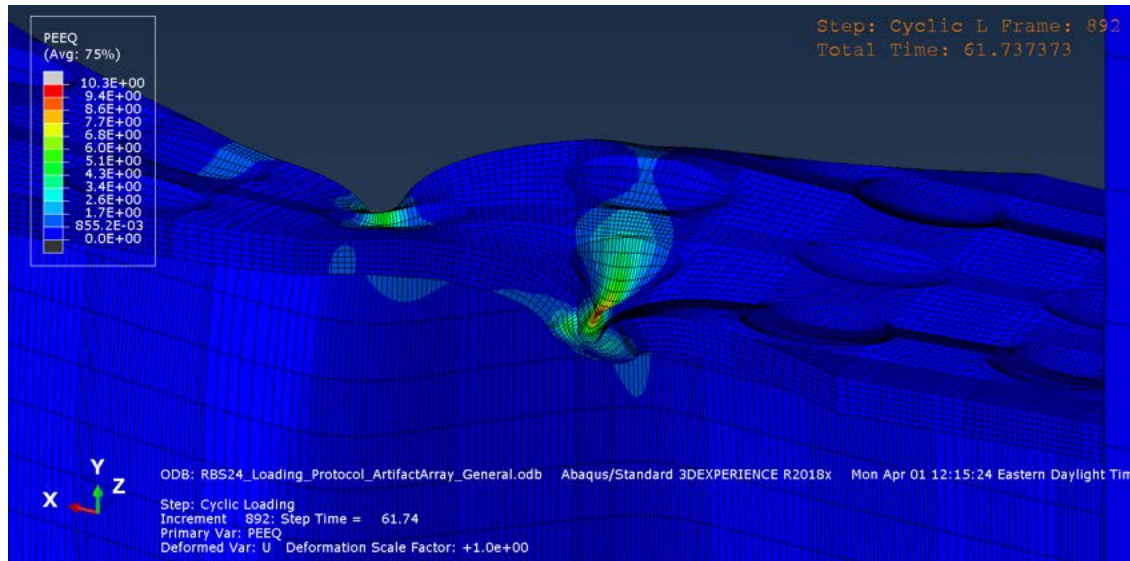 PEEQ
(Avg: 75%)
10.3E+00
9.4E+00
8.6E+00
7.7E+00
6.8E+00
6.0E+00
5.1E+00
4.3E+00
3.4E+00
2.6E+00
1.7E+00
855.2E-03
0.0E+00
Step: Cyclic L Frame: 892
Total Time: 61.737373
Y
Z
X
ODB: RBS24_Loading_Protocol_ArtifactArray_General.odb Abaqus/Standard 3DEXPERIENCE R2018x Mon Apr 01 12:15:24 Eastern Daylight Tim
Step: Cyclic Loading
Increment 892: Step Time = 61.74
Primary Var: PEEQ
Deformed Var: U Deformation Scale Factor: +1.0e+00